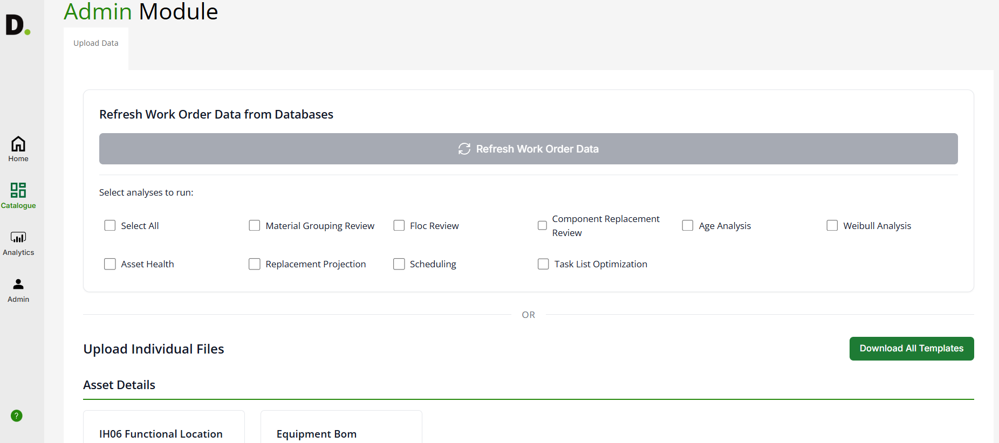 Admin Module
D.
Upload Data
Refresh Work Order Data from Databases
Refresh Work Order Data
Select analyses to run:
Select All
Material Grouping Review
Floc Review
Component Replacement
Review
Age Analysis
Weibull Analysis
Asset Health
Replacement Projection
Scheduling
Task List Optimization
Home
Catalogue
Analytics
Admin
?
OR
Upload Individual Files
Download All Templates
Asset Details
IH06 Functional Location
Equipment Bom